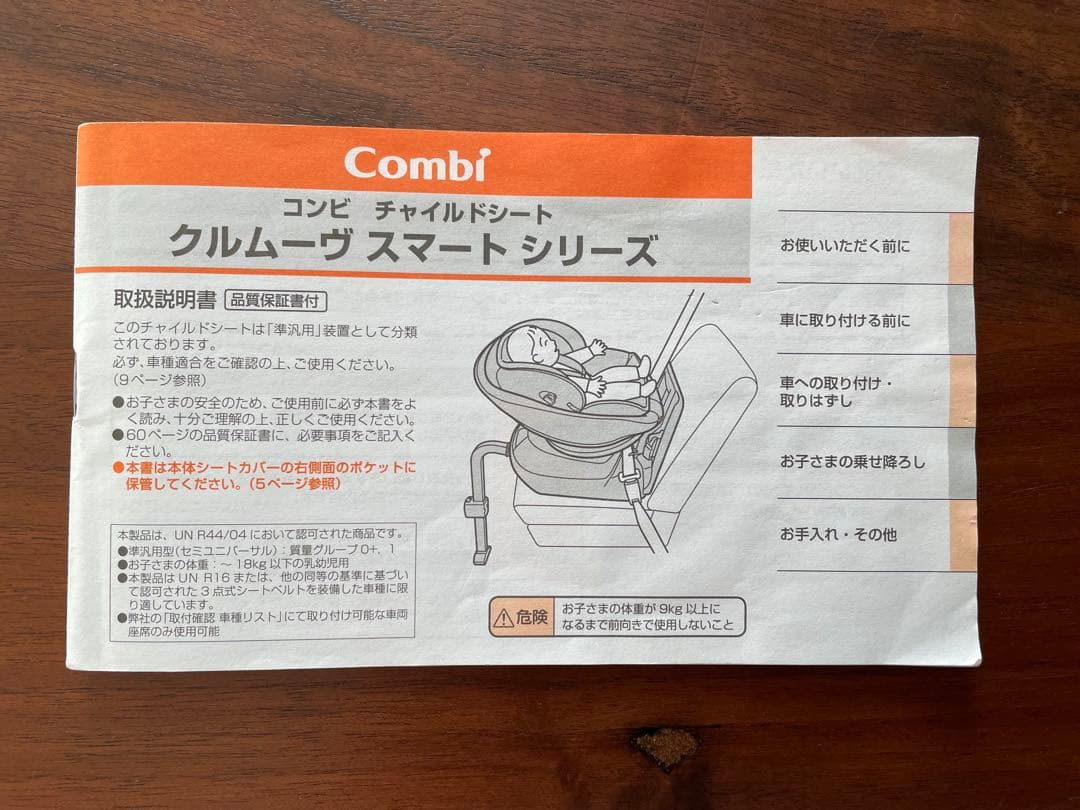 Combi
コンビ チャイルドシート
クルムーヴ スマート シリーズ
取扱説明書 品質保証書付
このチャイルドシートは「準汎用」装置として分類
されております。
必ず、車種適合をご確認の上、ご使用ください。
(9ページ参照)
●お子さまの安全のため、ご使用前に必ず本書をよ
く読み、十分ご理解の上、正しくご使用ください。
●60ページの品質保証書に、必要事項をご記入く
ださい。
●本書は本体シートカバーの右側面のポケットに
保管してください。(5ページ参照)
本製品は、UN R44/04において認可された商品です。
●準汎用型(セミユニバーサル):質量グループ0+, 1
●お子さまの体重:～18kg以下の乳幼児用
●本製品はUN R16または、他の同等の基準に基づい
て認可された3点式シートベルトを装備した車種に限
り適しています。
●弊社の「取付確認 車種リスト」にて取り付け可能な車両
座席のみ使用可能
危険
お子さまの体重が9kg以上に
なるまで前向きで使用しないこと
お使いいただく前に
車に取り付ける前に
車への取り付け・
取りはずし
お子さまの乗せ降ろし
お手入れ・その他